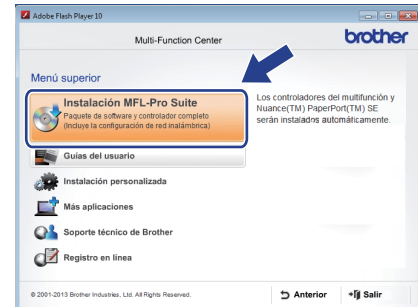 Adobe Flash Player 10
Multi-Function Center
brother
Menú superior
Instalación MFL-Pro Suite
Paquete de software y controlador completo
(Incluye la configuración de red inalámbrica)
Los controladores del multifunción y
Nuance(TM) PaperPort(TM) SE
serán instalados automáticamente.
Guías del usuario
Instalación personalizada
Más aplicaciones
Soporte técnico de Brother
Registro en línea
© 2001-2013 Brother Industries, Ltd. All Rights Reserved.
Anterior
Salir